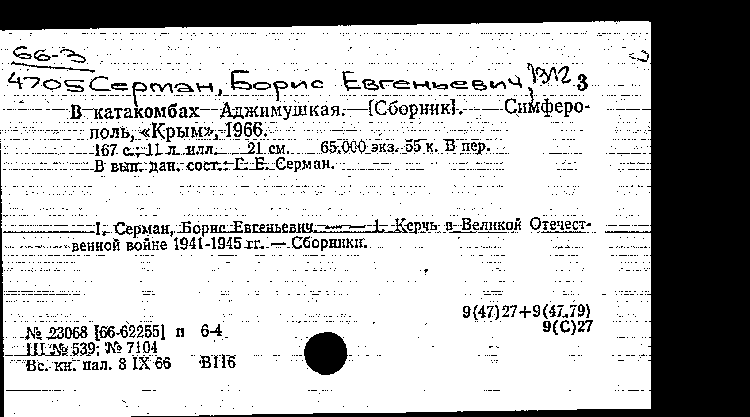 66-3
4705 Серман, Борис Евгеньевич, 1912 3
В катакомбах Аджимушкая. [Сборник]. Симферо-
поль, «Крым», 1966.
167 с.; 11 л. илл. 21 см. 65.000 экз. 55 к. В пер.
В вып. дан. сост.: Г. Е. Серман.
I. Серман, Борис Евгеньевич. — — 1. Керчь в Великой Отечест-
венной войне 1941-1945 гг. — Сборники.
9(47)27+9(47.79)
9(С)27
№ 23068 [66-62255] п 6-4
III № 539; № 7104
Вс. кн. пал. 8 IX 66 В116